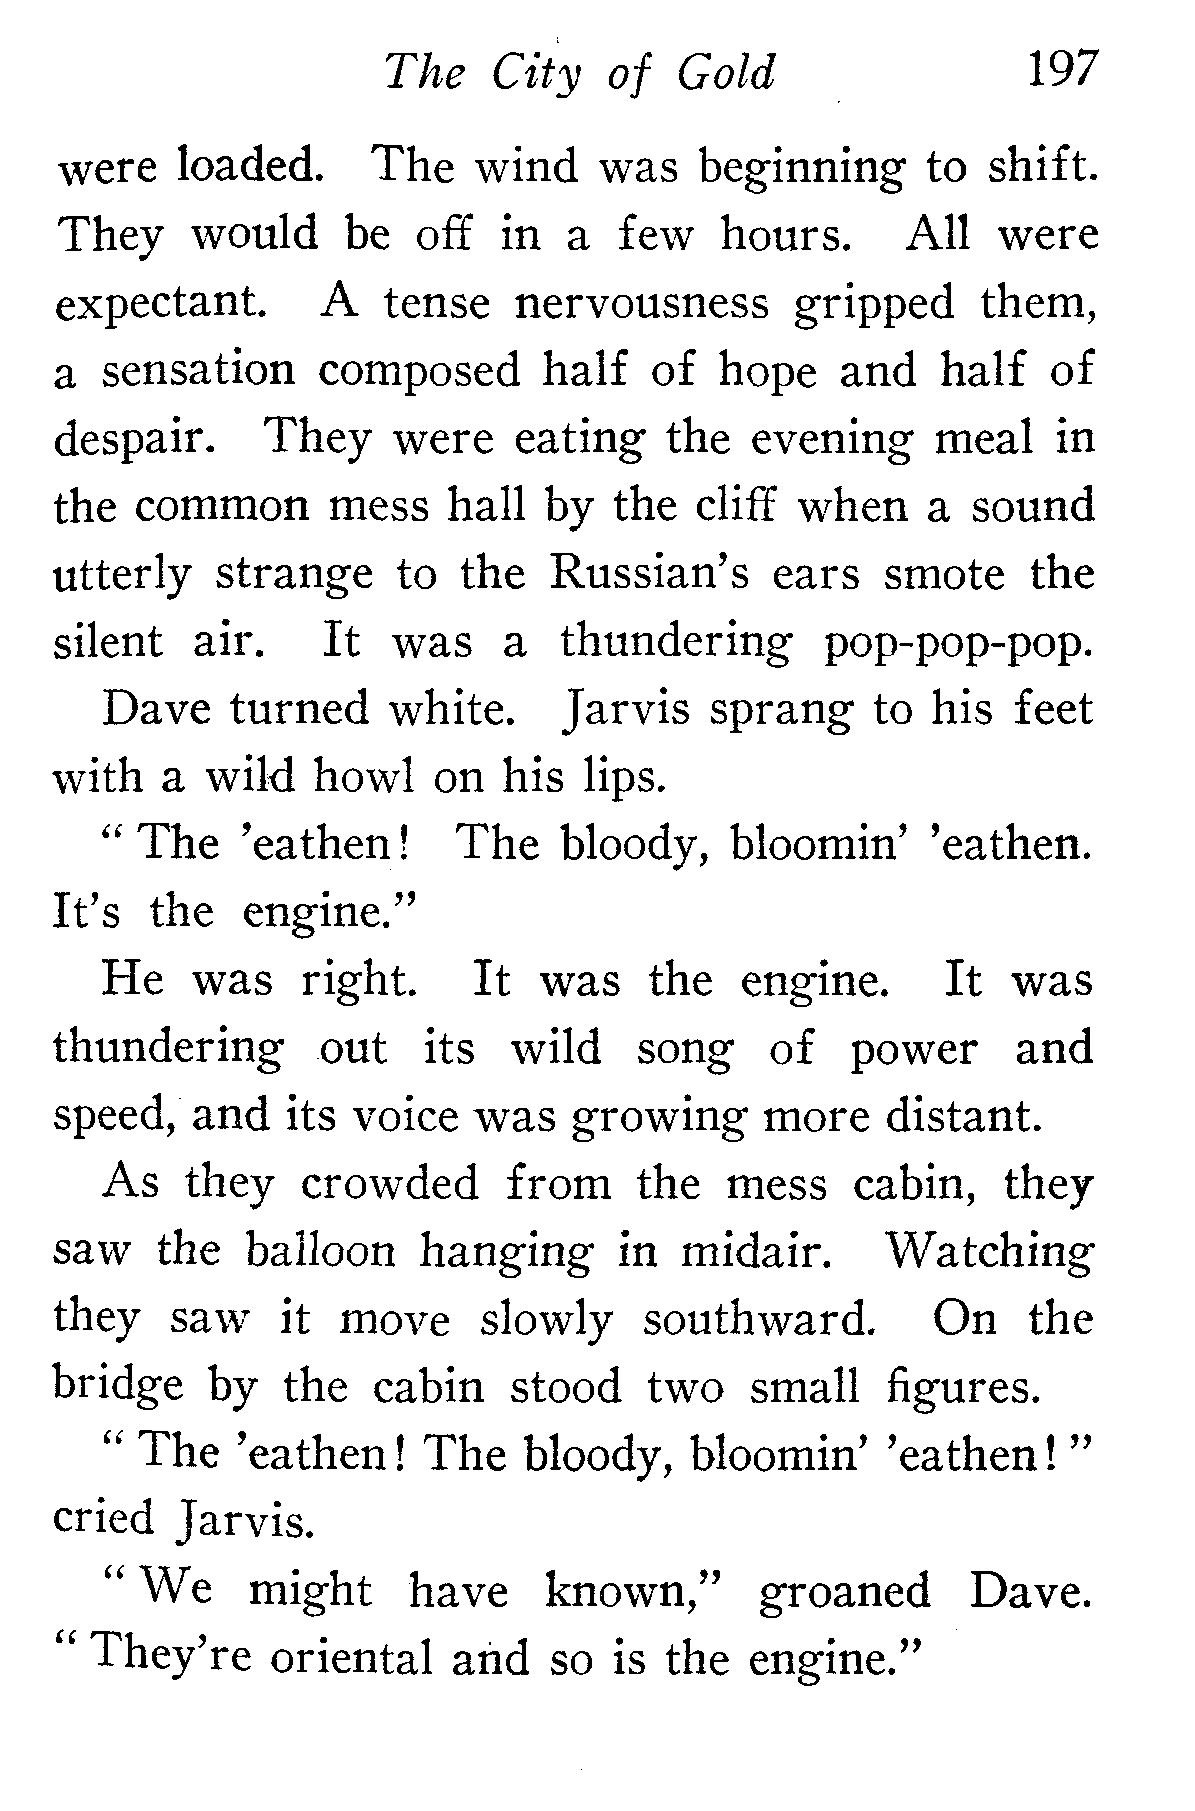 The City of Gold 197
were loaded. The wind was beginning to shift.
They would be off in a few hours. All were
expectant. A tense nervousness gripped them,
a sensation composed half of hope and half of
despair. They were eating the evening meal in
the common mess hall by the cliff when a sound
utterly strange to the Russian's ears smote the
silent air. It was a thundering pop-pop-pop.
Dave turned white. Jarvis sprang to his feet
with a wild howl on his lips.
“ The ’eathen! The bloody, bloomin’ ’eathen.
It’s the engine.”
He was right. It was the engine. It was
thundering out its wild song of power and
speed, and its voice was growing more distant.
As they crowded from the mess cabin, they
saw the balloon hanging in midair. Watching
they saw it move slowly southward. On the
bridge by the cabin stood two small figures.
“ The ’eathen! The bloody, bloomin’ ’eathen! ”
cried Jarvis.
“ We might have known,” groaned Dave.
“ They’re oriental and so is the engine.”